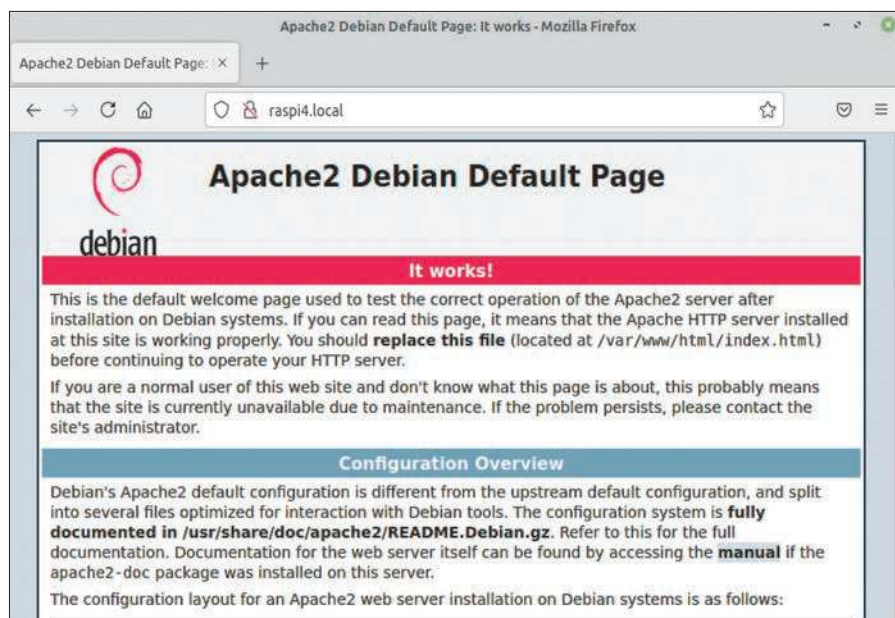 Apache2 Debian Default Page: It works - Mozilla Firefox
Apache2 Debian Default Page:
raspi4.local
Apache2 Debian Default Page
debian
It works!
This is the default welcome page used to test the correct operation of the Apache2 server after
installation on Debian systems. If you can read this page, it means that the Apache HTTP server installed
at this site is working properly. You should replace this file (located at /var/www/html/index.html)
before continuing to operate your HTTP server.
If you are a normal user of this web site and don't know what this page is about, this probably means
that the site is currently unavailable due to maintenance. If the problem persists, please contact the
site's administrator.
Configuration Overview
Debian's Apache2 default configuration is different from the upstream default configuration, and split
into several files optimized for interaction with Debian tools. The configuration system is fully
documented in /usr/share/doc/apache2/README.Debian.gz. Refer to this for the full
documentation. Documentation for the web server itself can be found by accessing the manual if the
apache2-doc package was installed on this server.
The configuration layout for an Apache2 web server installation on Debian systems is as follows: